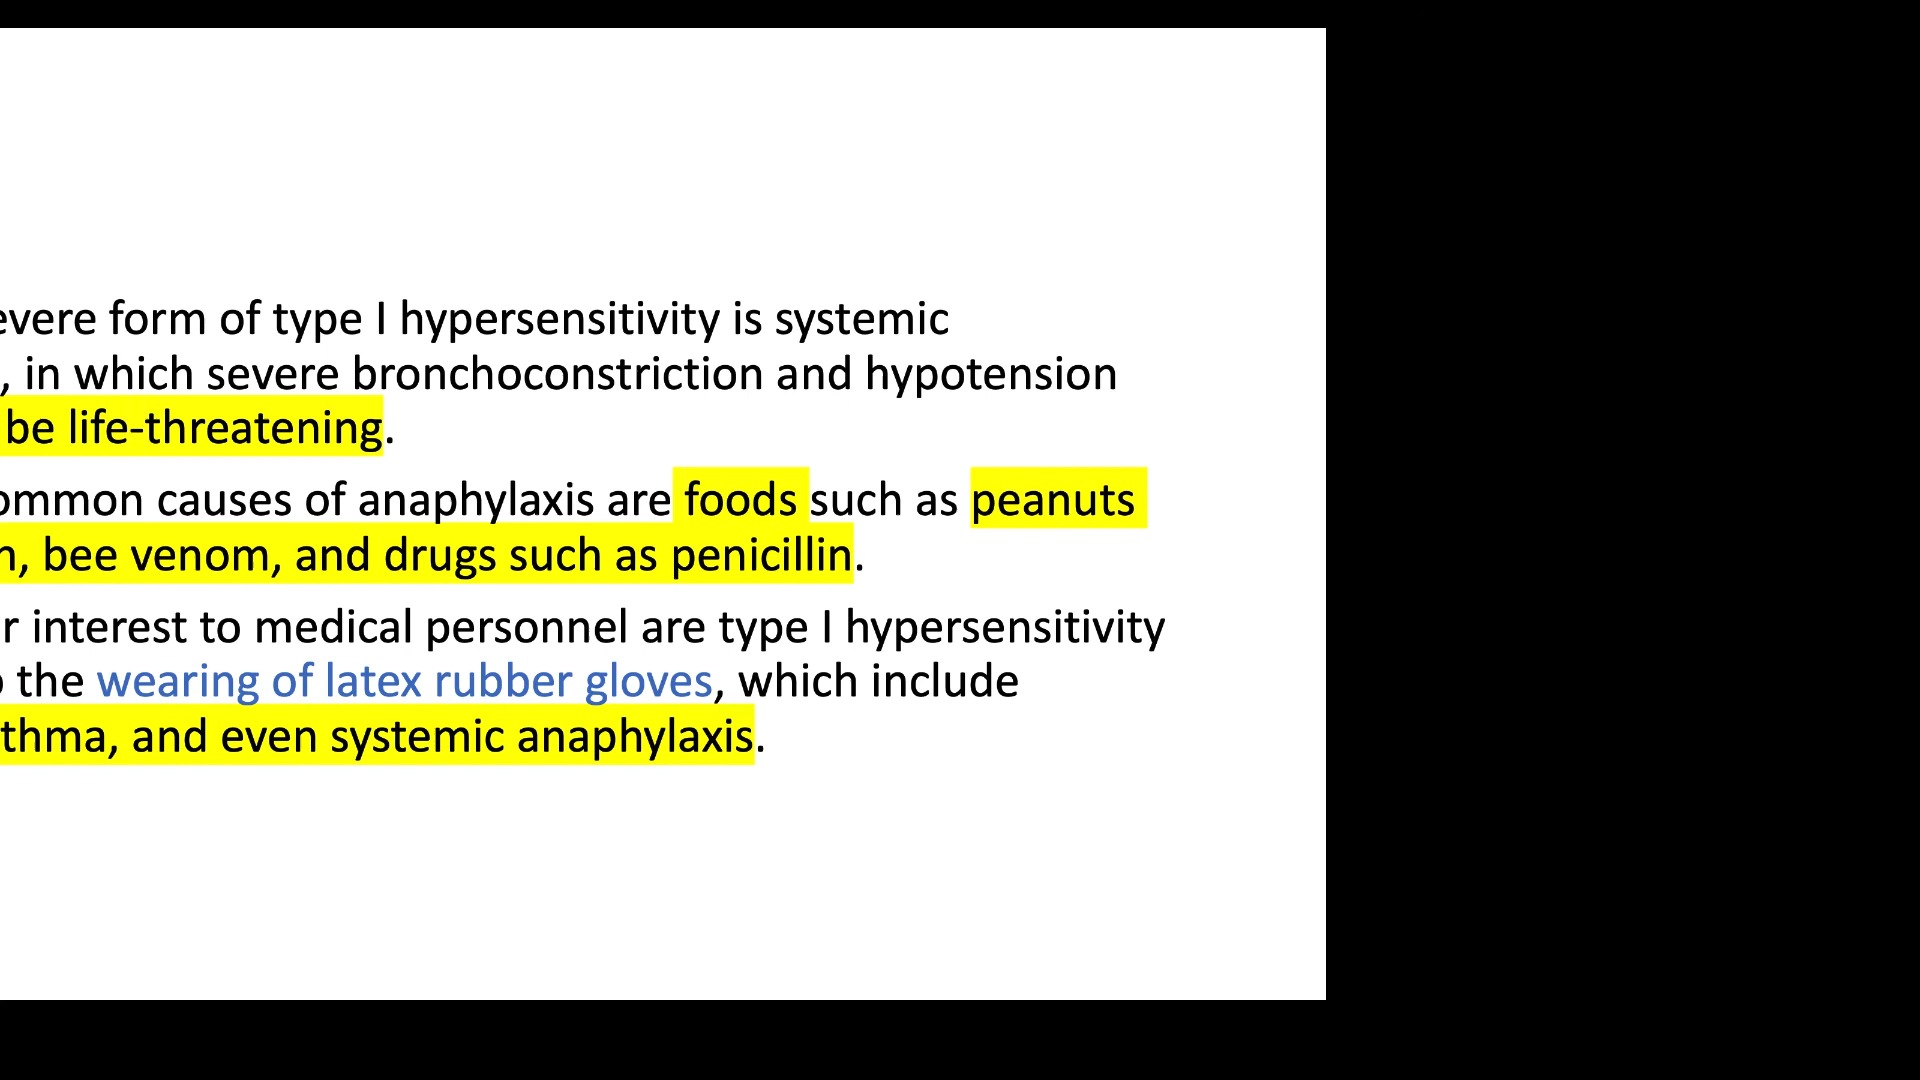 evere form of type I hypersensitivity is systemic
, in which severe bronchoconstriction and hypotension
be life-threatening.
ommon causes of anaphylaxis are foods such as peanuts
n, bee venom, and drugs such as penicillin.
r interest to medical personnel are type I hypersensitivity
the wearing of latex rubber gloves, which include
thma, and even systemic anaphylaxis.